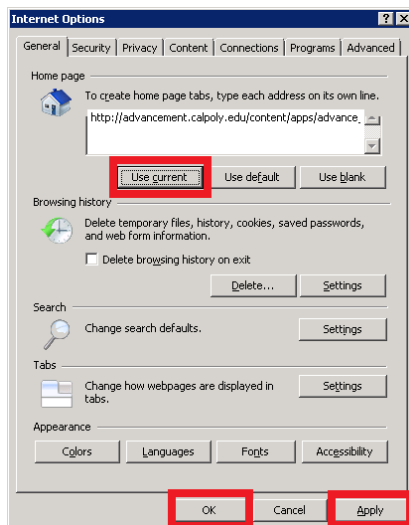 Internet Options ? X
General Security Privacy Content Connections Programs Advanced
Home page
To create home page tabs, type each address on its own line.
http://advancement.calpoly.edu/content/apps/advance_
Use current Use default Use blank
Browsing history
Delete temporary files, history, cookies, saved passwords,
and web form information.
Delete browsing history on exit
Delete... Settings
Search
Change search defaults. Settings
Tabs
Change how webpages are displayed in Settings
tabs.
Appearance
Colors Languages Fonts Accessibility
OK Cancel Apply